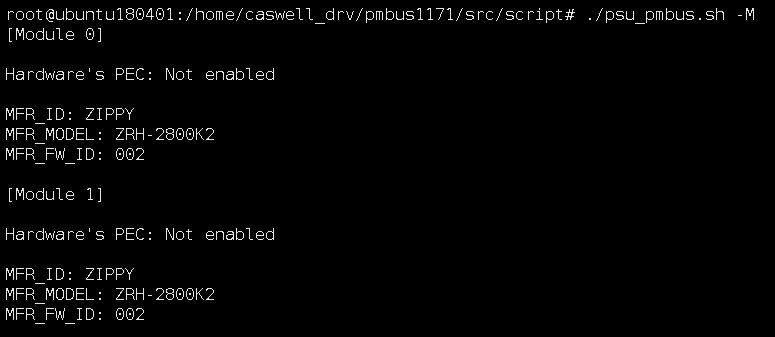 root@ubuntu180401:/home/caswell_drv/pmbus1171/src/script# ./psu_pmbus.sh -M
[Module 0]
Hardware's PEC: Not enabled
MFR_ID: ZIPPY
MFR_MODEL: ZRH-2800K2
MFR_FW_ID: 002
[Module 1]
Hardware's PEC: Not enabled
MFR_ID: ZIPPY
MFR_MODEL: ZRH-2800K2
MFR_FW_ID: 002